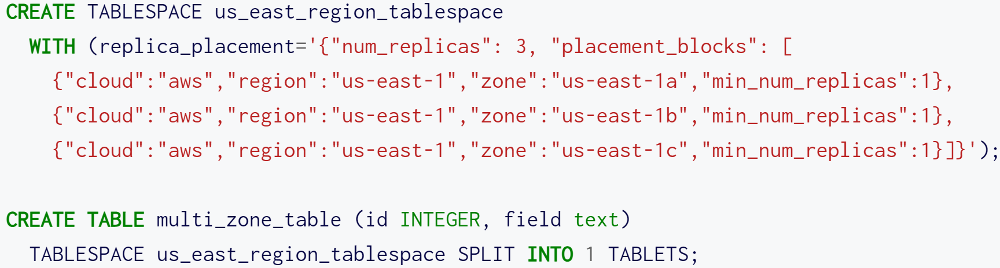 CREATE TABLESPACE us_east_region_tablespace
WITH (replica_placement='{"num_replicas": 3, "placement_blocks": [
{"cloud":"aws","region":"us-east-1","zone":"us-east-1a","min_num_replicas":1},
{"cloud":"aws","region":"us-east-1","zone":"us-east-1b","min_num_replicas":1},
{"cloud":"aws","region":"us-east-1","zone":"us-east-1c","min_num_replicas":1}]}');
CREATE TABLE multi_zone_table (id INTEGER, field text)
TABLESPACE us_east_region_tablespace SPLIT INTO 1 TABLETS;